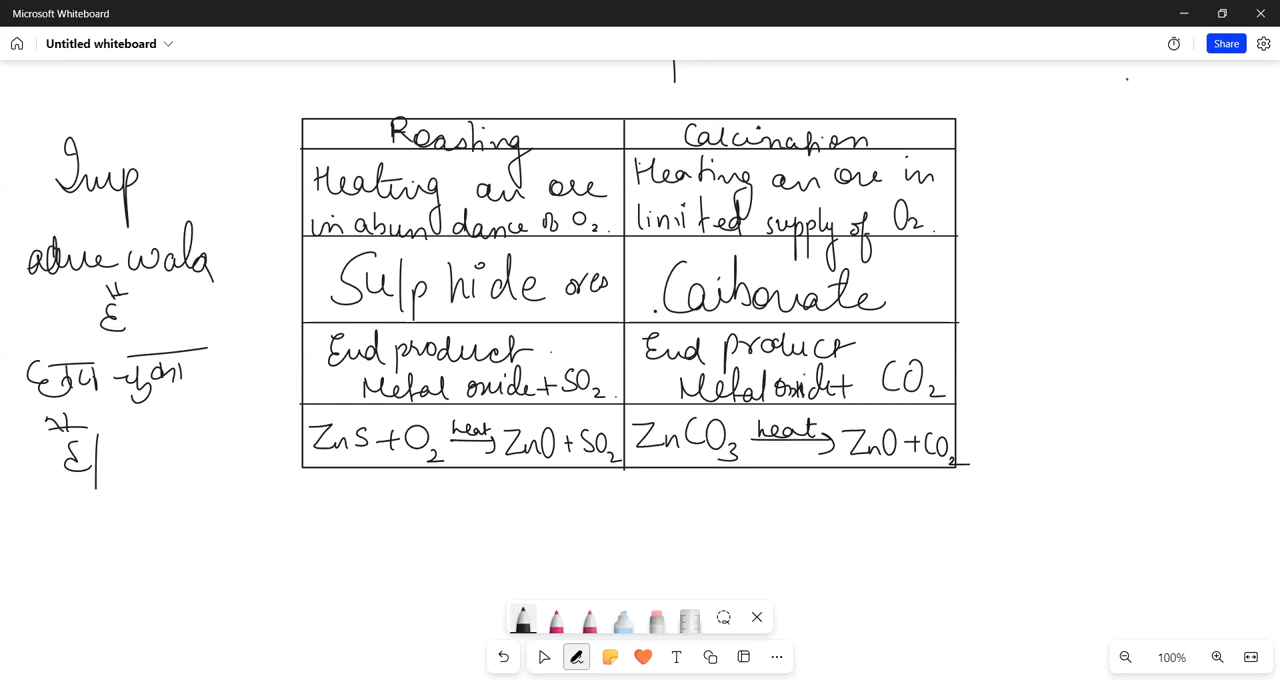 Microsoft Whiteboard
Untitled whiteboard
Share
Imp
Roasting
Calcination
Heating an ore
in abundance of O₂.
Heating an ore in
limited supply of O₂.
wala
Sulphide ores
Carbonate
End product
Metal oxide + SO₂.
End product
Metal oxide + CO₂
ZnS + O₂ heat→ ZnO + SO₂
ZnCO₃ heat→ ZnO + CO₂
100%